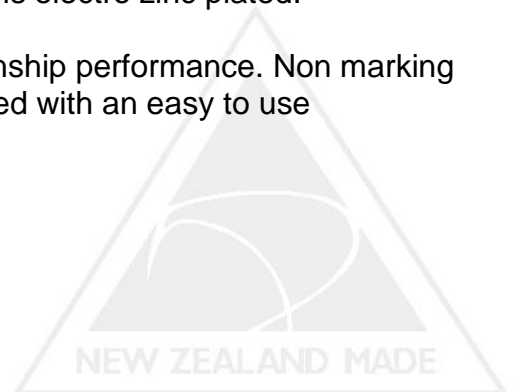 nship performance. Non marking
ed with an easy to use
NEW ZEALAND MADE